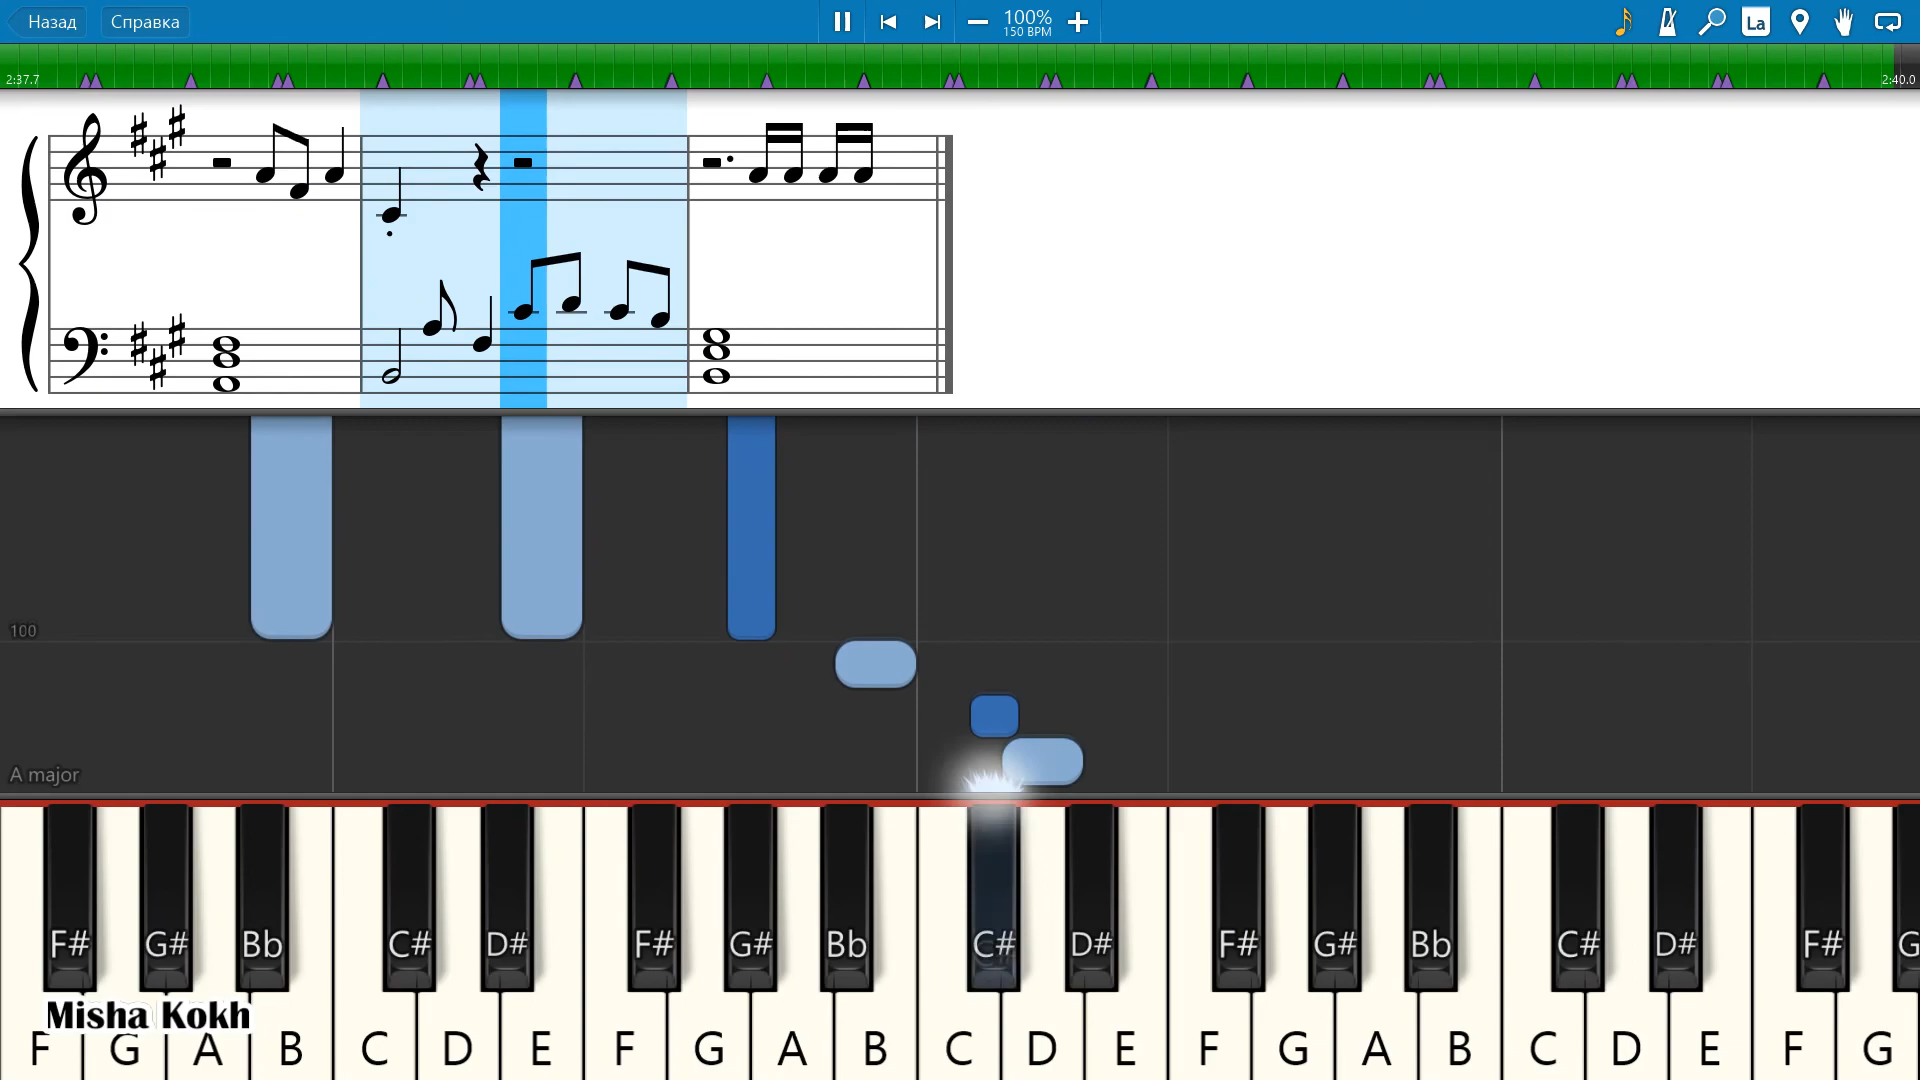 Назад Справка 100% La
150 BPM
2:37.7 2:40.0
100
A major
F# G# Bb C# D# F# G# Bb C# D# F# G# Bb C# D# F# G
Misha Kokh
F G A B C D E F G A B C D E F G A B C D E F G